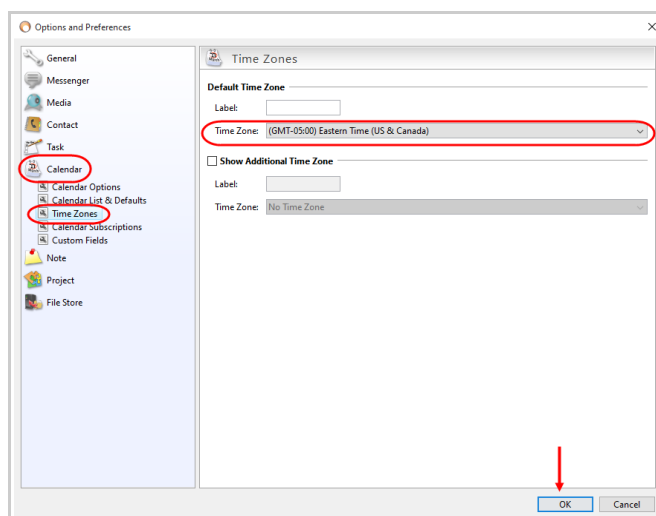 Options and Preferences
General
Messenger
Media
Contact
Task
Calendar
Calendar Options
Calendar List & Defaults
Time Zones
Calendar Subscriptions
Custom Fields
Note
Project
File Store
Time Zones
Default Time Zone
Label:
Time Zone: (GMT-05:00) Eastern Time (US & Canada)
Show Additional Time Zone
Label:
Time Zone: No Time Zone
OK Cancel